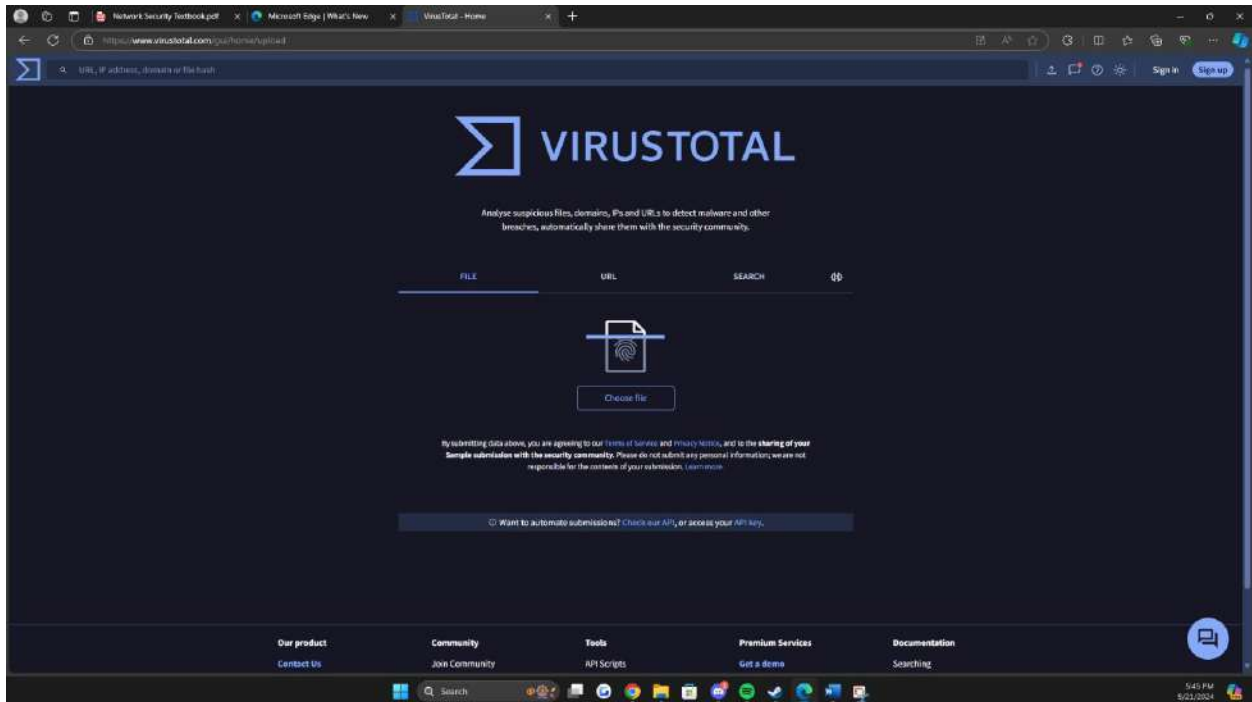 Network Security Textbook.pdf
Microsoft Edge | What's New
VirusTotal - Home
https://www.virustotal.com/gui/home/upload
URL, IP address, domain or file hash
Sign in
Sign up
VIRUSTOTAL
Analyse suspicious files, domains, IPs and URLs to detect malware and other
breaches, automatically share them with the security community.
FILE
URL
SEARCH
Choose file
By submitting data above, you are agreeing to our Terms of Service and Privacy Notice, and to the sharing of your
Sample submission with the security community. Please do not submit any personal information; we are not
responsible for the contents of your submission. Learn more
Want to automate submissions? Check our API, or access your API key.
Our product
Community
Tools
Premium Services
Documentation
Contact Us
Join Community
API Scripts
Get a demo
Searching
Search
5:45 PM
5/21/2024